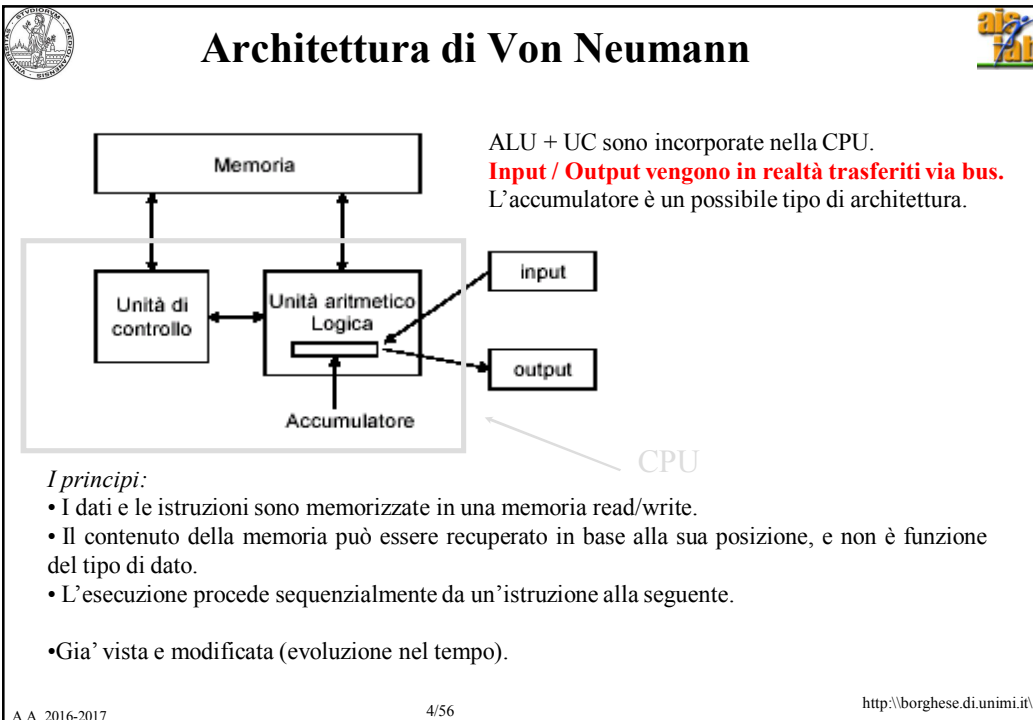 Architettura di Von Neumann
ALU + UC sono incorporate nella CPU.
Input / Output vengono in realtà trasferiti via bus.
L’accumulatore è un possibile tipo di architettura.
Memoria
Unità di
controllo
Unità aritmetico
Logica
Accumulatore
input
output
CPU
I principi:
• I dati e le istruzioni sono memorizzate in una memoria read/write.
• Il contenuto della memoria può essere recuperato in base alla sua posizione, e non è funzione
del tipo di dato.
• L’esecuzione procede sequenzialmente da un’istruzione alla seguente.
•Gia’ vista e modificata (evoluzione nel tempo).
A.A. 2016-2017
4/56
http:\\borghese.di.unimi.it\